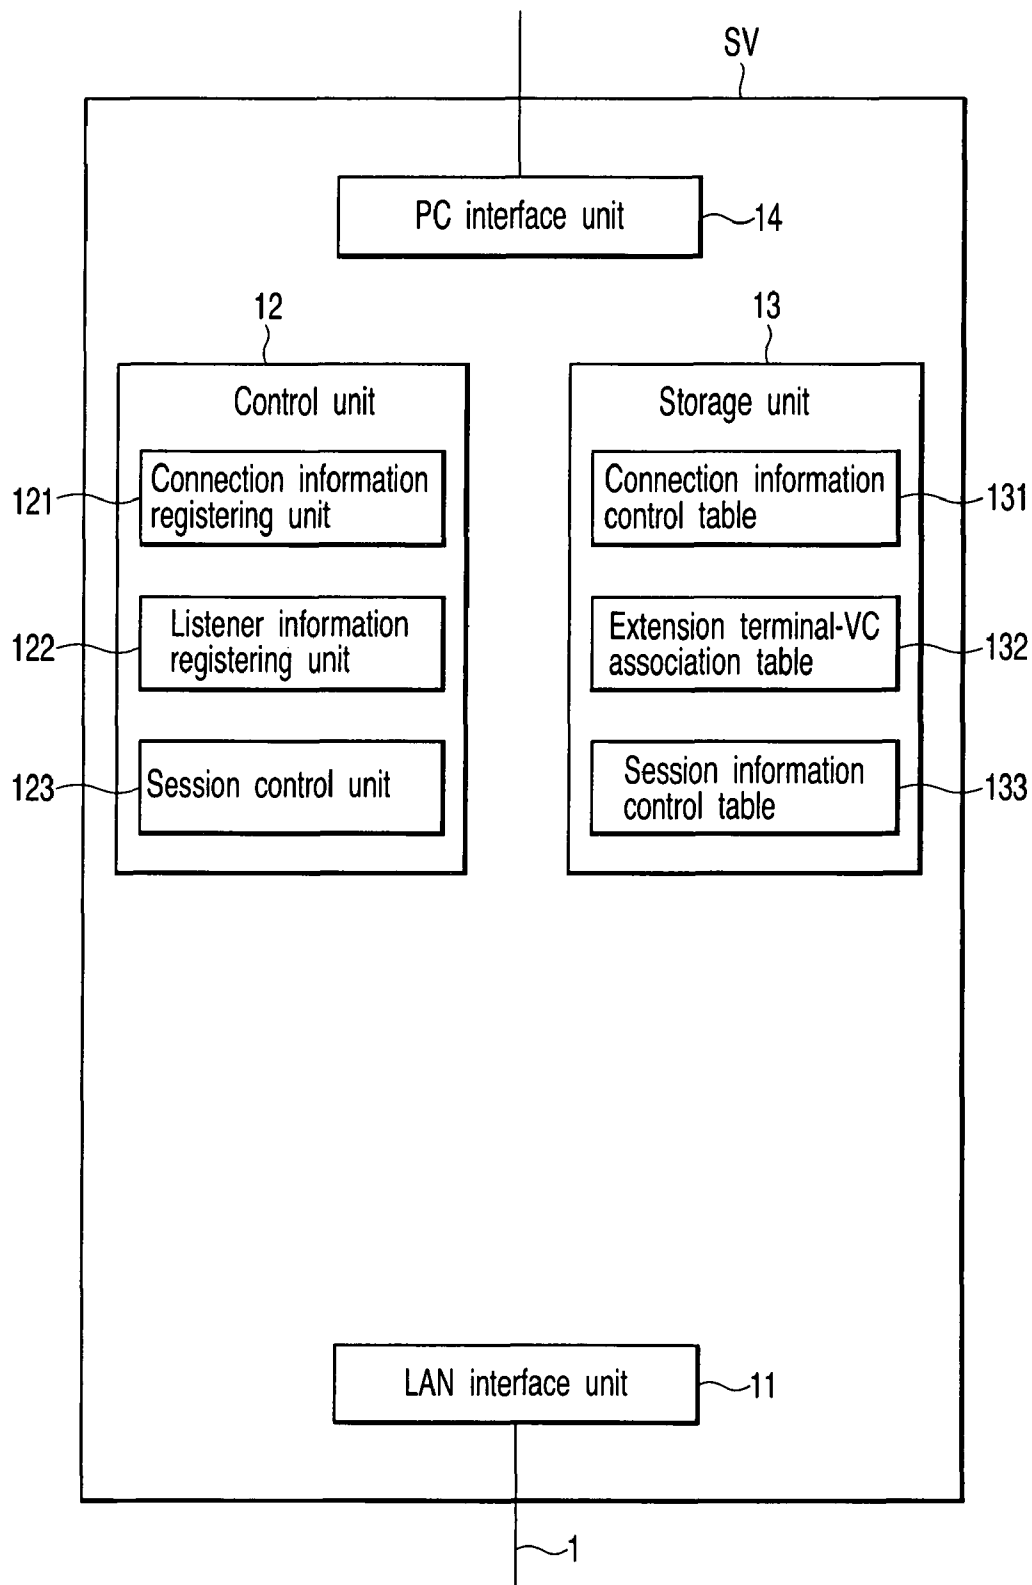 SV
PC interface unit
14
12
13
Control unit
Storage unit
Connection information
registering unit
121
Connection information
control table
131
Listener information
registering unit
122
Extension terminal-VC
association table
132
Session control unit
123
Session information
control table
133
LAN interface unit
11
1